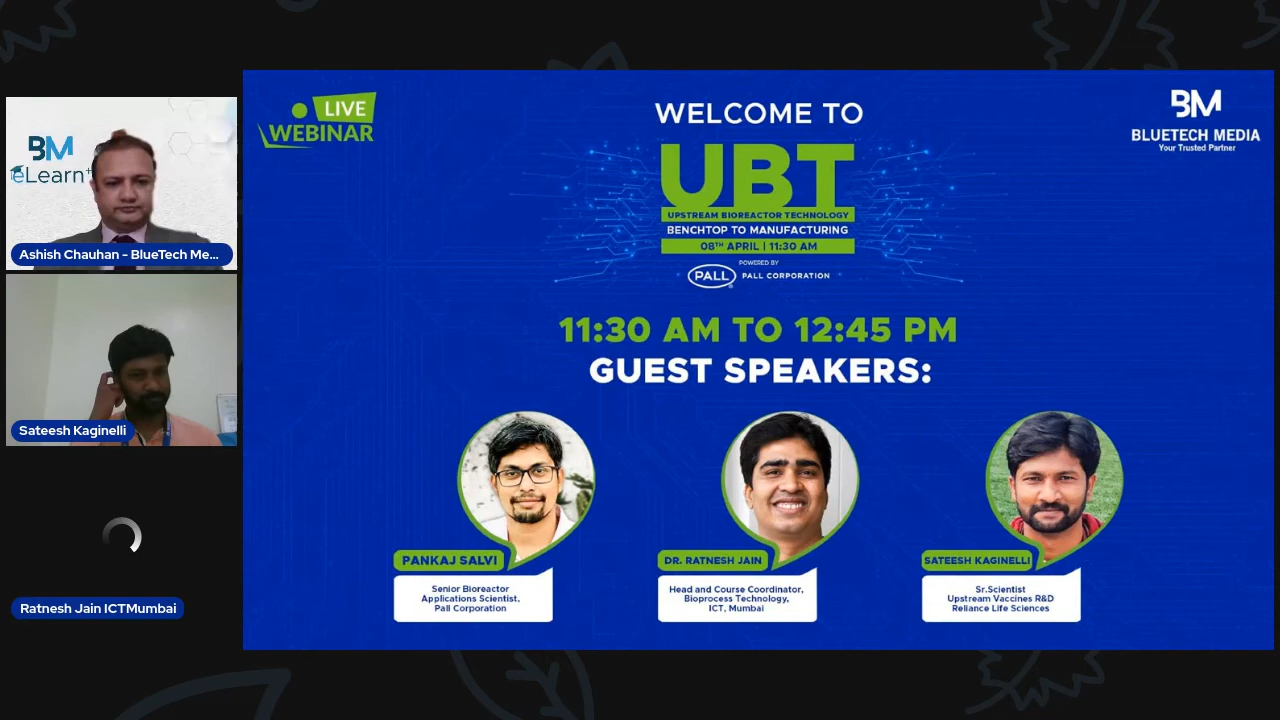 BM
eLearn+
Ashish Chauhan - BlueTech Me...
Sateesh Kaginelli
Ratnesh Jain ICTMumbai
LIVE
WEBINAR
WELCOME TO
UBT
UPSTREAM BIOREACTOR TECHNOLOGY
BENCHTOP TO MANUFACTURING
08TH APRIL | 11:30 AM
POWERED BY
PALL PALL CORPORATION
BM
BLUETECH MEDIA
Your Trusted Partner
11:30 AM TO 12:45 PM
GUEST SPEAKERS:
PANKAJ SALVI
Senior Bioreactor
Applications Scientist,
Pall Corporation
DR. RATNESH JAIN
Head and Course Coordinator,
Bioprocess Technology,
ICT, Mumbai
SATEESH KAGINELLI
Sr.Scientist
Upstream Vaccines R&D
Reliance Life Sciences